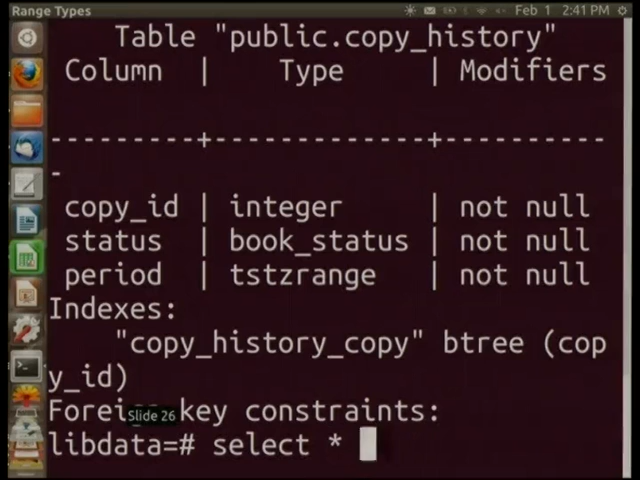 Range Types
Feb 1 2:41 PM
Table "public.copy_history"
Column | Type | Modifiers
---------+-------------+----------
-
copy_id | integer | not null
status | book_status | not null
period | tstzrange | not null
Indexes:
"copy_history_copy" btree (cop
y_id)
Foreig key constraints:
Slide 26
libdata=# select *